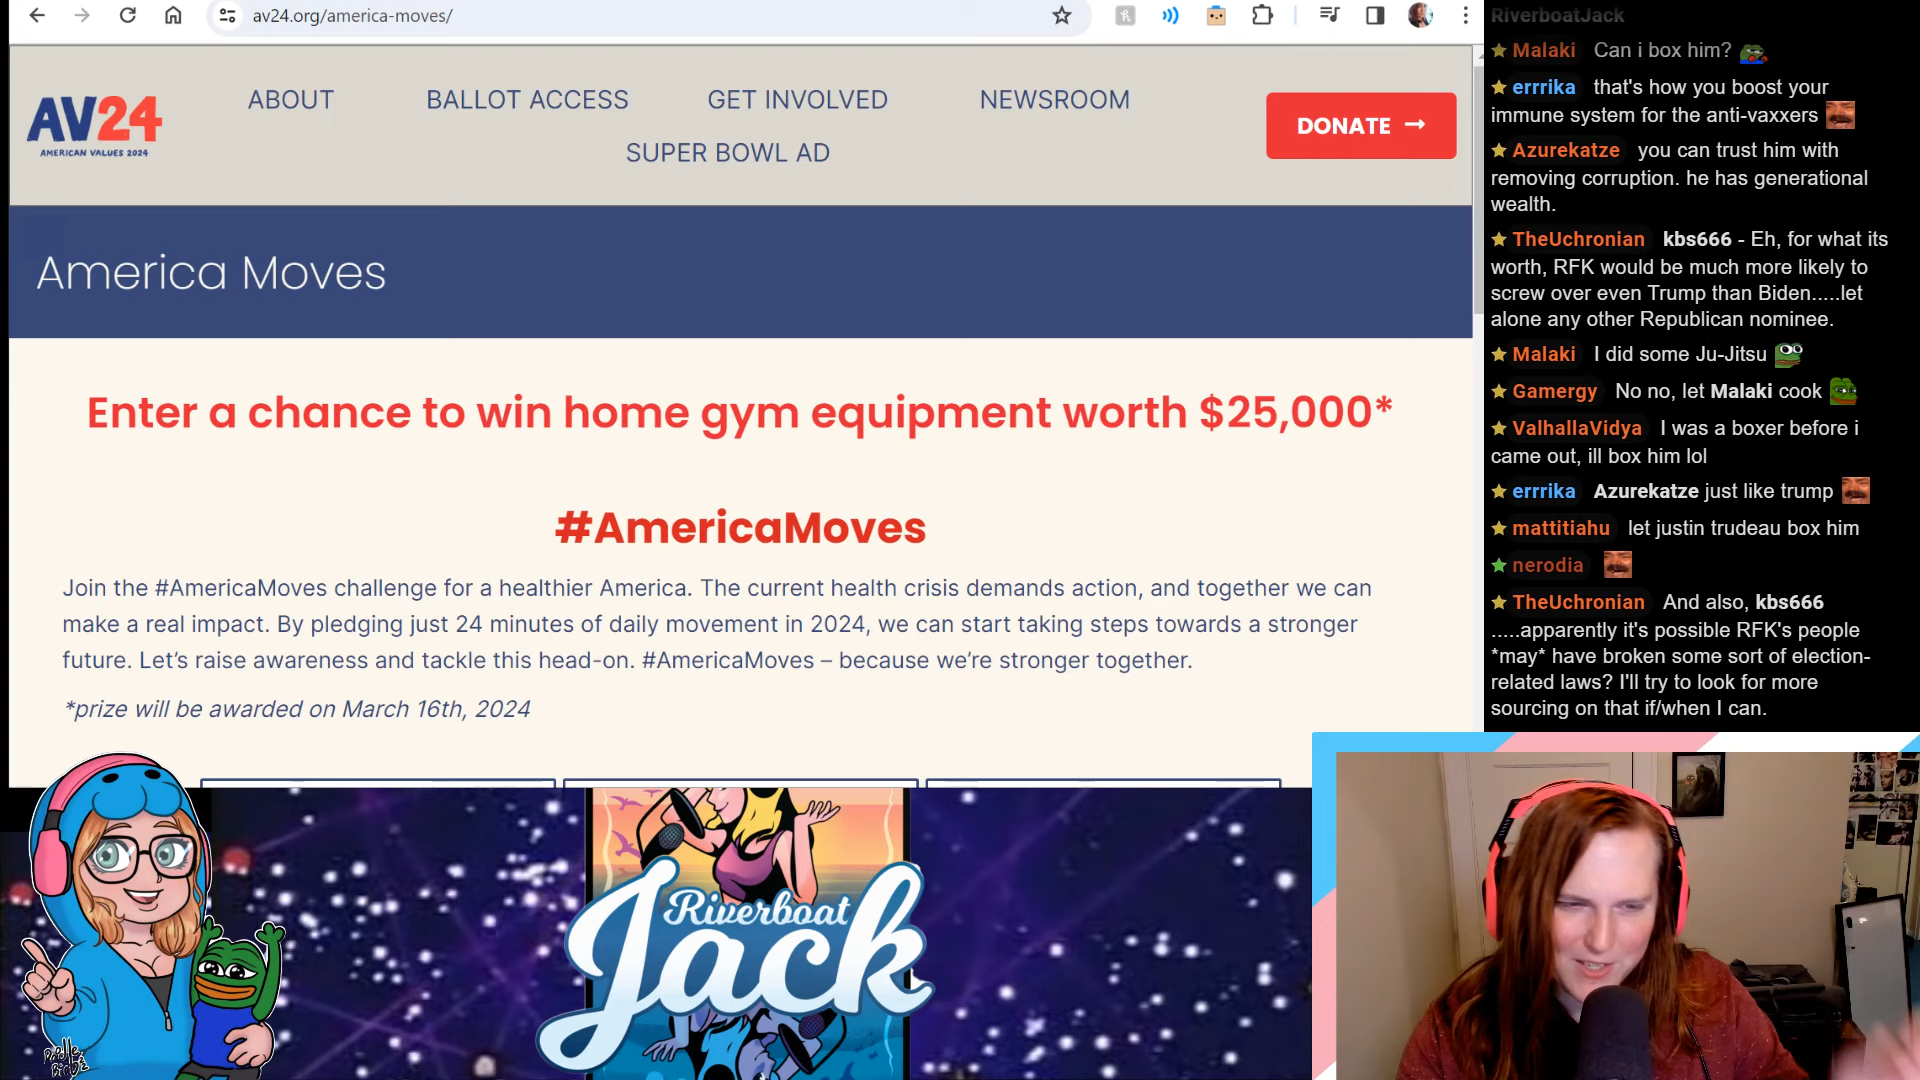 av24.org/america-moves/
AV24
AMERICAN VALUES 2024
ABOUT
BALLOT ACCESS
GET INVOLVED
NEWSROOM
SUPER BOWL AD
DONATE →
America Moves
Enter a chance to win home gym equipment worth $25,000*
#AmericaMoves
Join the #AmericaMoves challenge for a healthier America. The current health crisis demands action, and together we can
make a real impact. By pledging just 24 minutes of daily movement in 2024, we can start taking steps towards a stronger
future. Let's raise awareness and tackle this head-on. #AmericaMoves – because we're stronger together.
*prize will be awarded on March 16th, 2024
Riverboat
Jack
RiverboatJack
Malaki Can i box him?
errrika that's how you boost your
immune system for the anti-vaxxers
Azurekatze you can trust him with
removing corruption. he has generational
wealth.
TheUchronian kbs666 - Eh, for what its
worth, RFK would be much more likely to
screw over even Trump than Biden.....let
alone any other Republican nominee.
Malaki I did some Ju-Jitsu
Gamergy No no, let Malaki cook
ValhallaVidya I was a boxer before i
came out, ill box him lol
errrika Azurekatze just like trump
mattitiahu let justin trudeau box him
nerodia
TheUchronian And also, kbs666
.....apparently it's possible RFK's people
*may* have broken some sort of election-
related laws? I'll try to look for more
sourcing on that if/when I can.